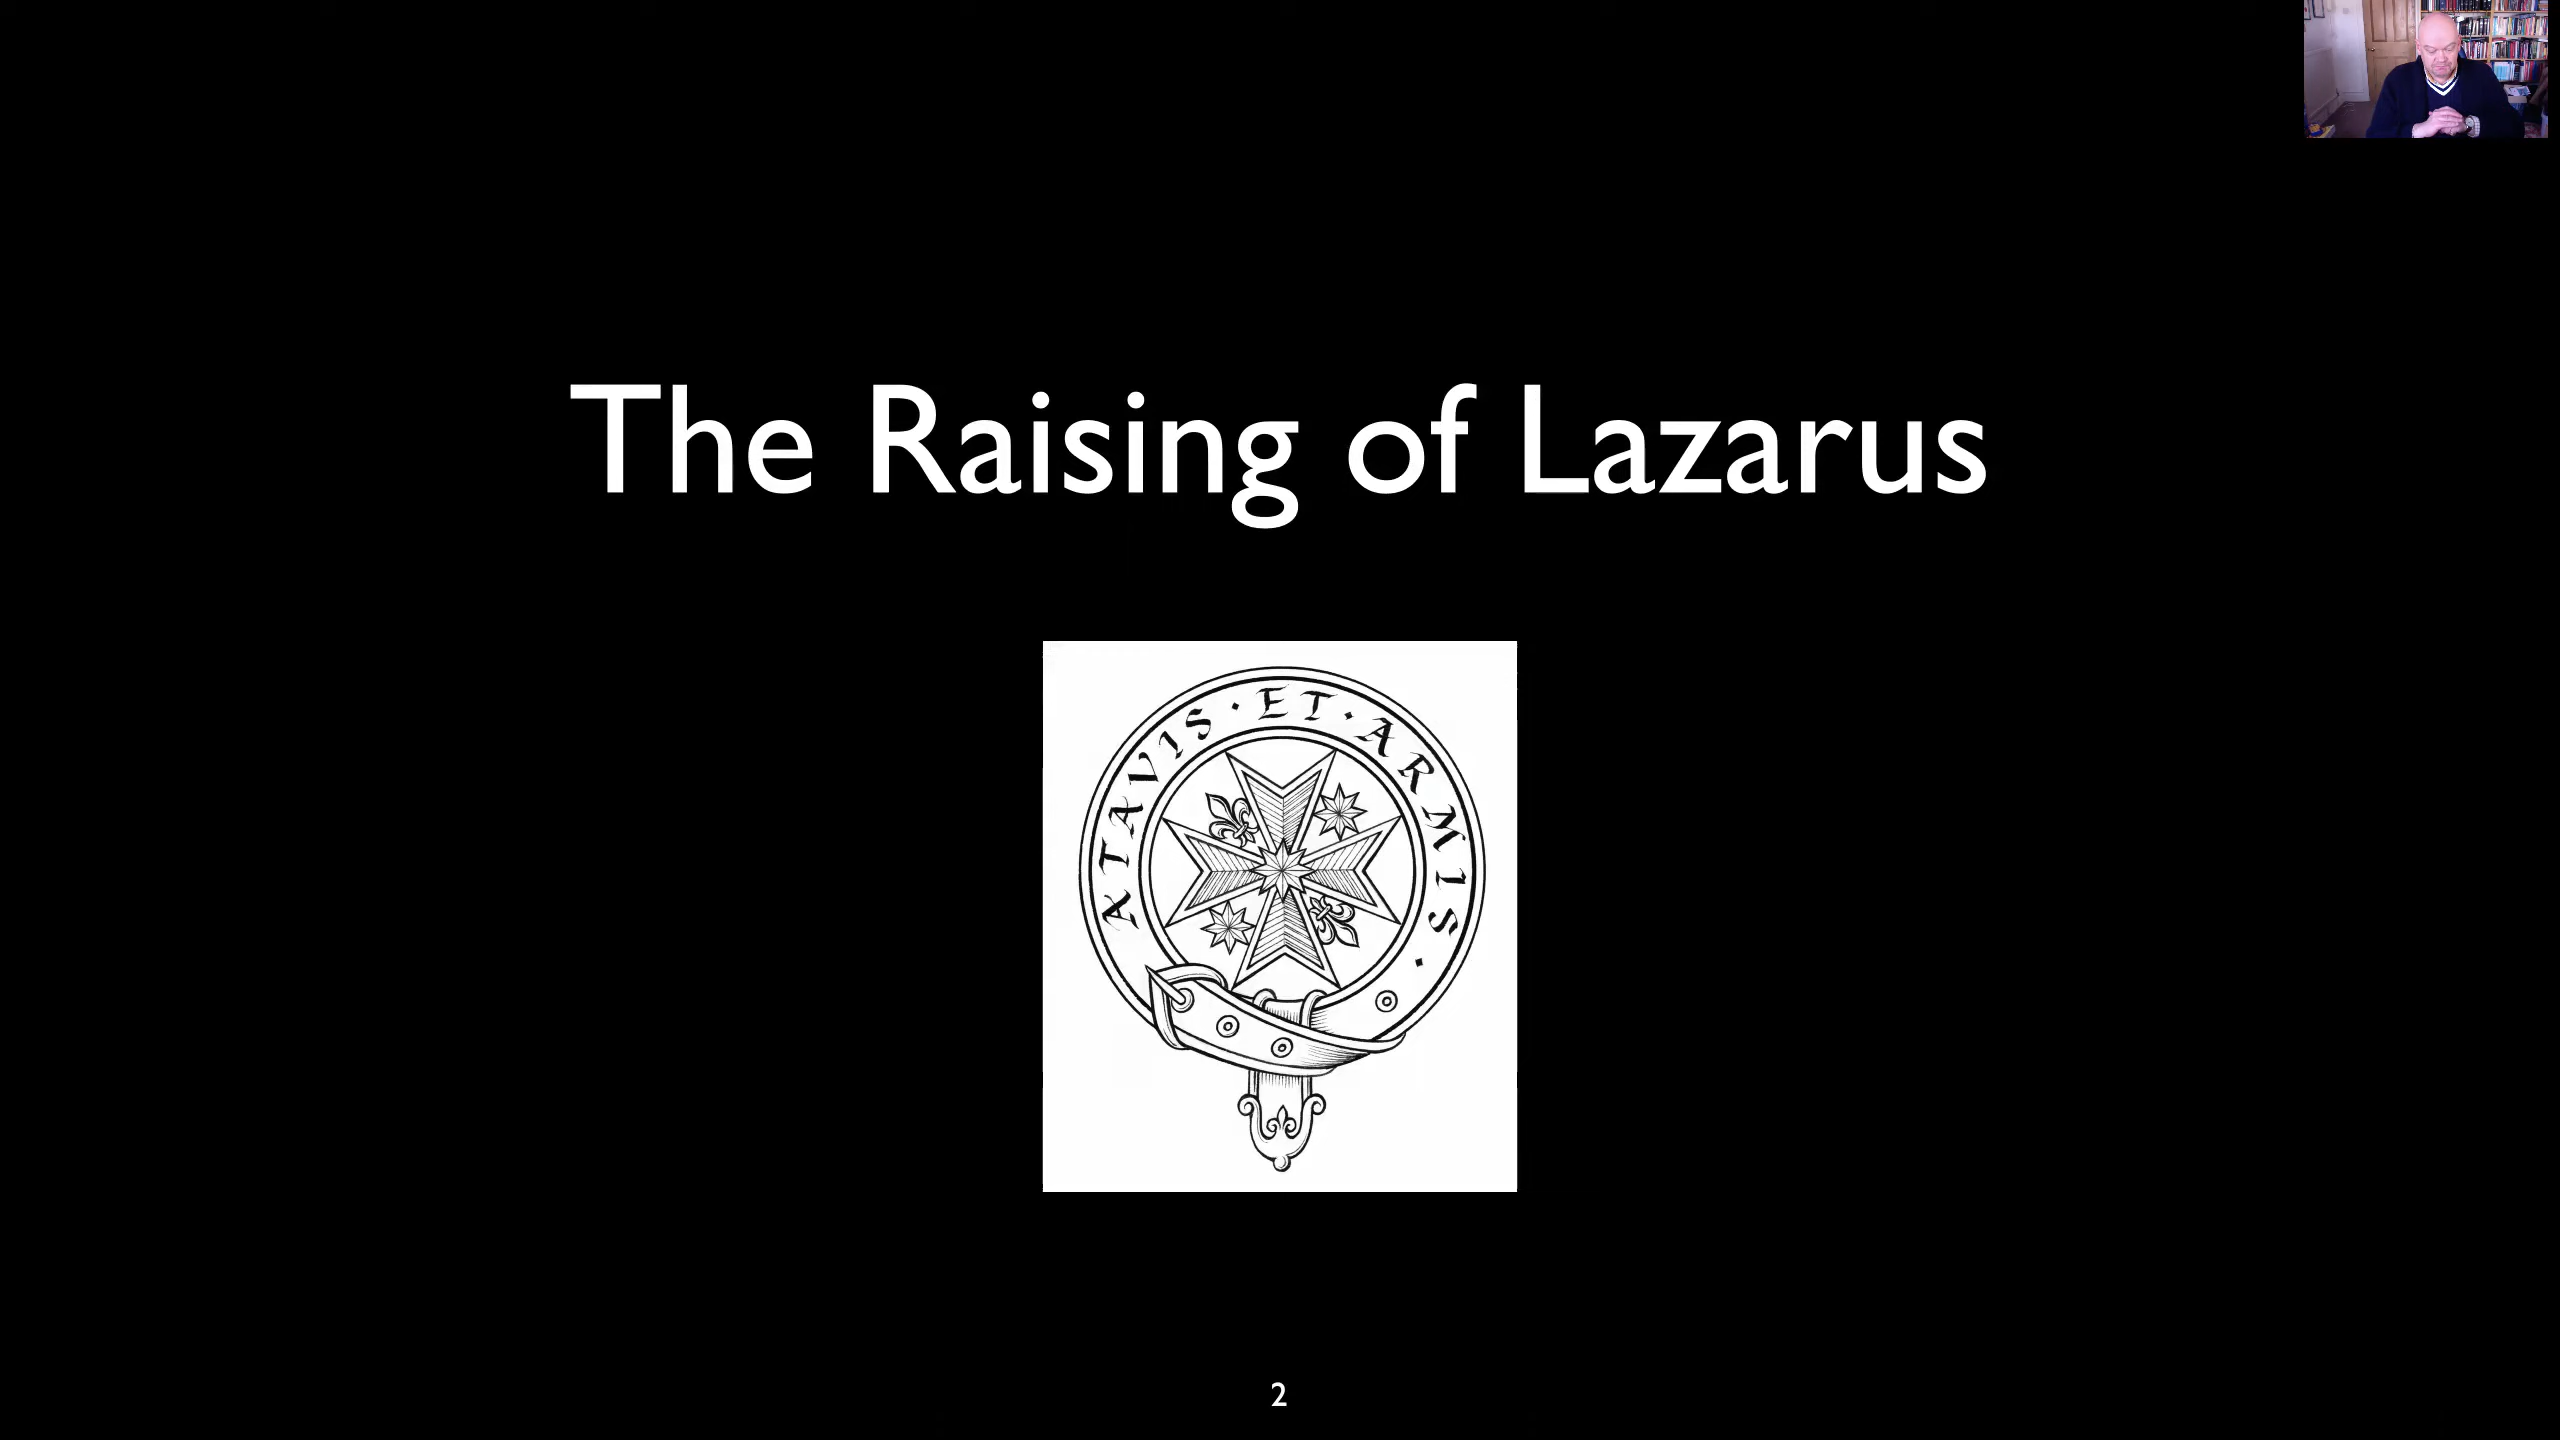 The Raising of Lazarus
ATAVIS · ET · ARMIS ·
2